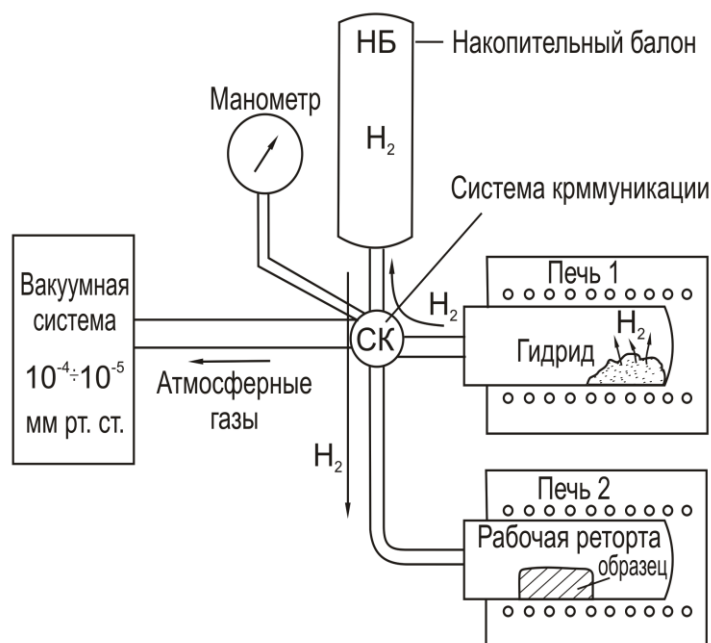 НБ
Накопительный балон
Манометр
H₂
Система крммуникации
Вакуумная
система
10⁻⁴÷10⁻⁵
мм рт. ст.
Печь 1
H₂
H₂
Гидрид
СК
Атмосферные
газы
H₂
Печь 2
Рабочая реторта
образец